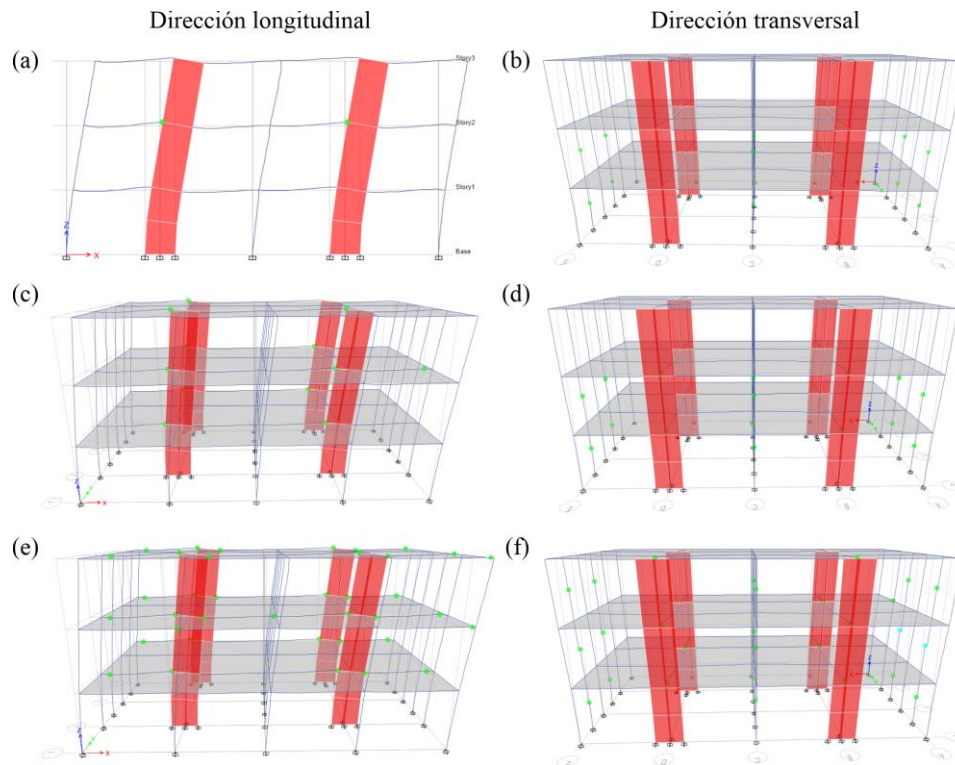 Dirección longitudinal
Dirección transversal
(a)
Story3
Story2
Story1
Base
Z
X
(b)
Z
D
C
B
(c)
Z
Y
X
(d)
Z
D
C
B
(e)
Z
Y
X
(f)
Z
D
C
B